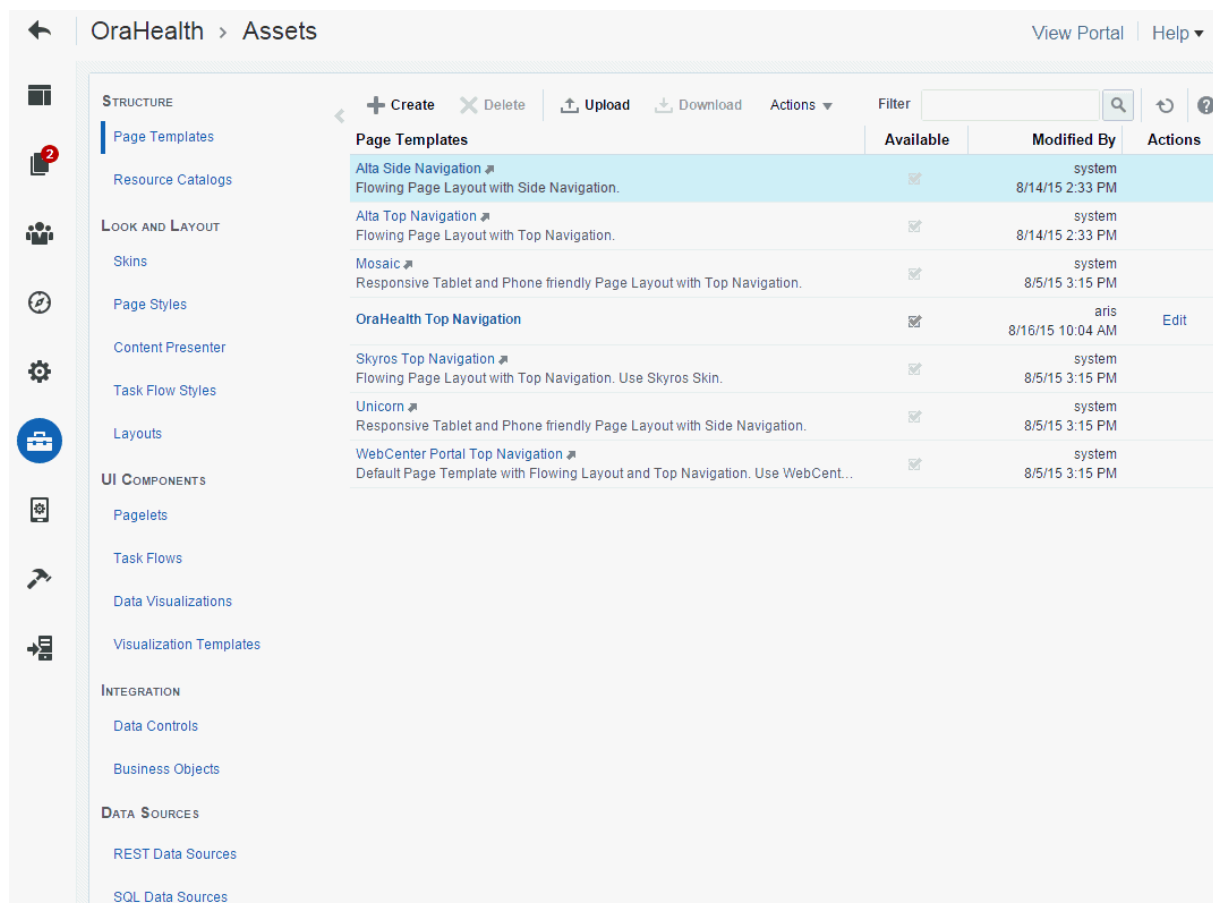 OraHealth > Assets
View Portal
Help
2
STRUCTURE
Page Templates
Resource Catalogs
LOOK AND LAYOUT
Skins
Page Styles
Content Presenter
Task Flow Styles
Layouts
UI COMPONENTS
Pagelets
Task Flows
Data Visualizations
Visualization Templates
INTEGRATION
Data Controls
Business Objects
DATA SOURCES
REST Data Sources
SQL Data Sources
Create Delete Upload Download Actions Filter
Page Templates Available Modified By Actions
Alta Side Navigation system
Flowing Page Layout with Side Navigation. 8/14/15 2:33 PM
Alta Top Navigation system
Flowing Page Layout with Top Navigation. 8/14/15 2:33 PM
Mosaic system
Responsive Tablet and Phone friendly Page Layout with Top Navigation. 8/5/15 3:15 PM
OraHealth Top Navigation aris Edit
8/16/15 10:04 AM
Skyros Top Navigation system
Flowing Page Layout with Top Navigation. Use Skyros Skin. 8/5/15 3:15 PM
Unicorn system
Responsive Tablet and Phone friendly Page Layout with Side Navigation. 8/5/15 3:15 PM
WebCenter Portal Top Navigation system
Default Page Template with Flowing Layout and Top Navigation. Use WebCent... 8/5/15 3:15 PM